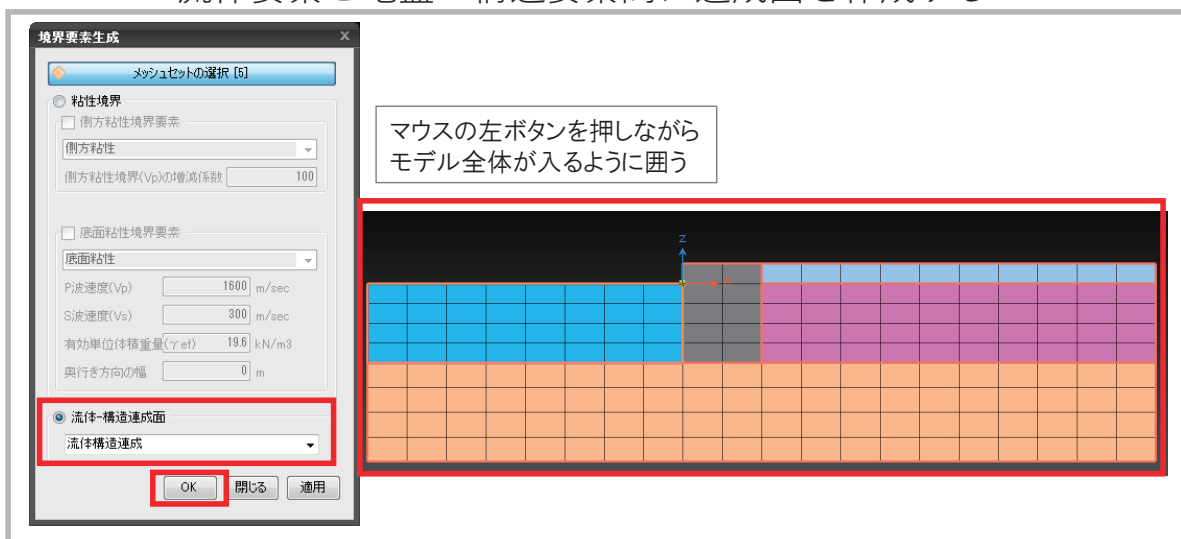 境界要素生成
x
メッシュセットの選択 [5]
粘性境界
側方粘性境界要素
側方粘性
側方粘性境界(Vp)の増減係数 100
底面粘性境界要素
底面粘性
P波速度(Vp) 1600 m/sec
S波速度(Vs) 300 m/sec
有効単位体積重量(γef) 19.6 kN/m3
奥行き方向の幅 0 m
流体-構造連成面
流体構造連成
OK 閉じる 適用
マウスの左ボタンを押しながら
モデル全体が入るように囲う
Z